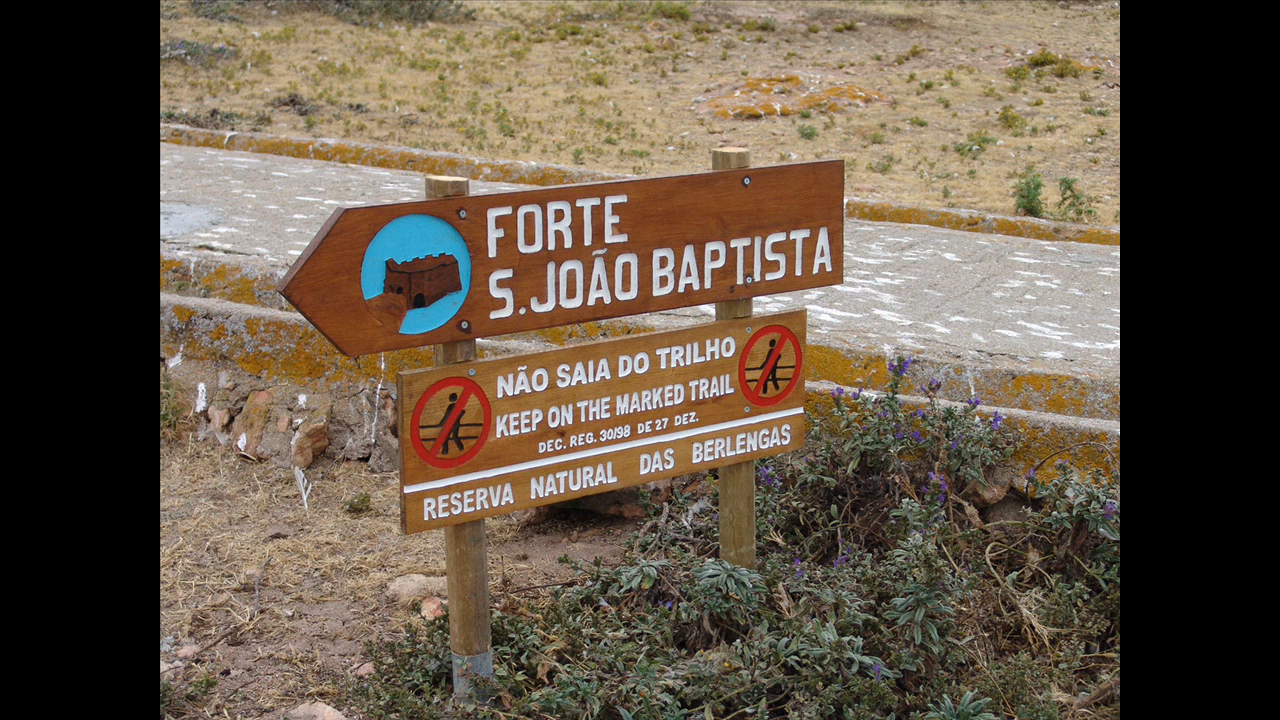 FORTE
S. JOÃO BAPTISTA
NÃO SAIA DO TRILHO
KEEP ON THE MARKED TRAIL
DEC. REG. 30/98 DE 27 DEZ.
RESERVA NATURAL DAS BERLENGAS